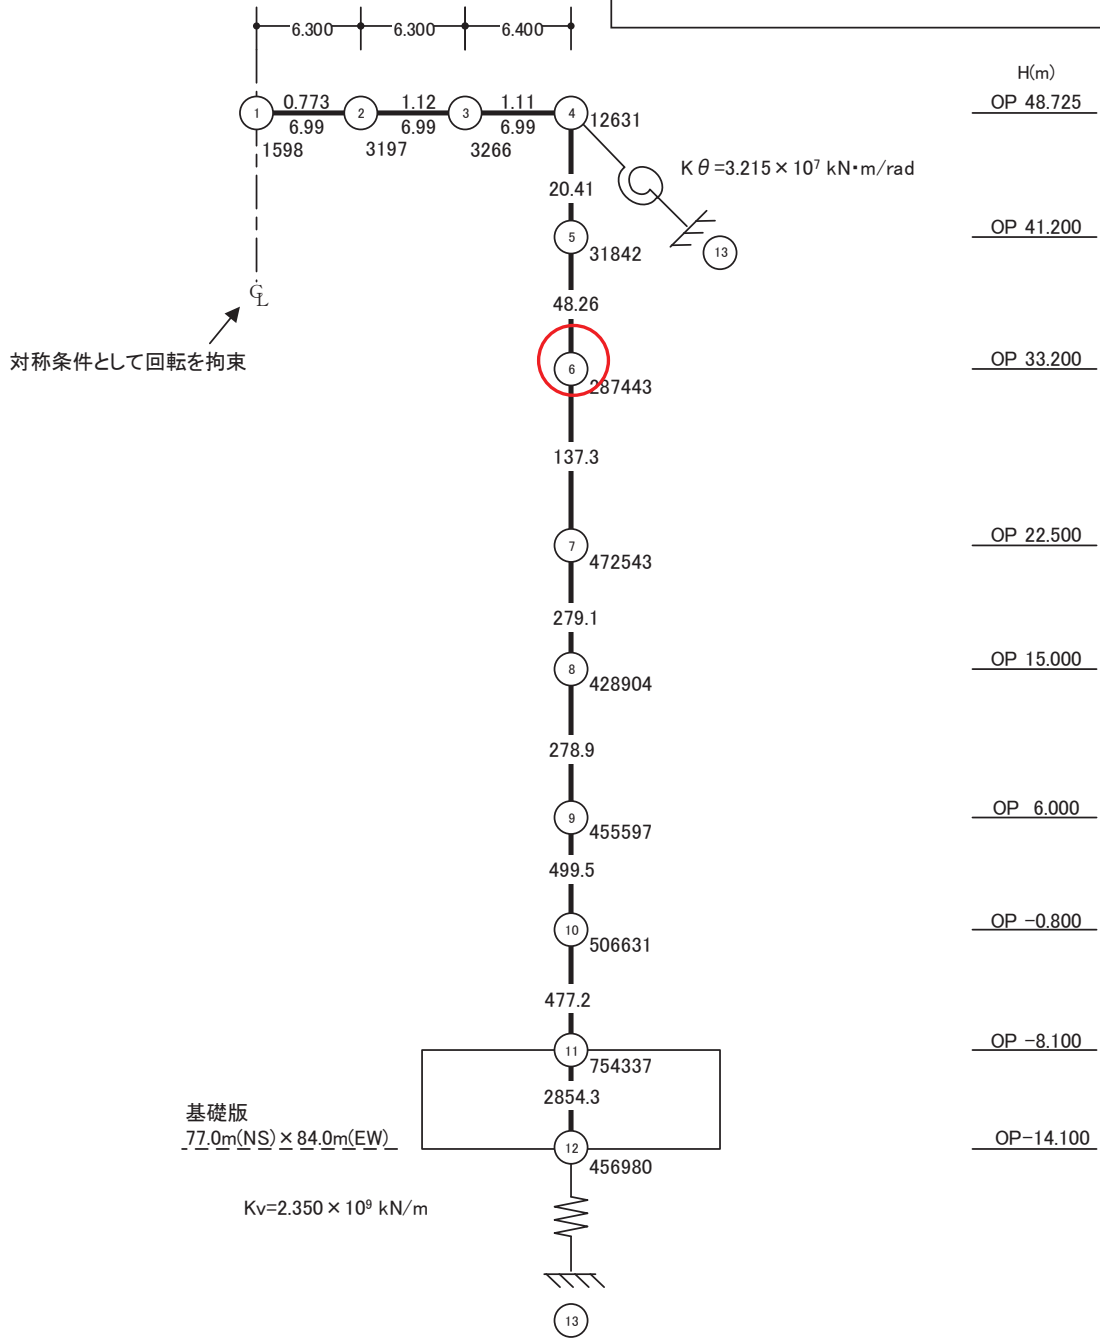 6.300 6.300 6.400
H(m)
OP 48.725
1 0.773 2 1.12 3 1.11 4 12631
6.99 6.99 6.99
1598 3197 3266
Kθ=3.215×10⁷ kN・m/rad
20.41
OP 41.200
5 31842
13
CL
48.26
対称条件として回転を拘束
OP 33.200
6 287443
137.3
OP 22.500
7 472543
279.1
OP 15.000
8 428904
278.9
OP 6.000
9 455597
499.5
OP -0.800
10 506631
477.2
OP -8.100
11 754337
2854.3
基礎版
77.0m(NS)×84.0m(EW)
OP-14.100
12 456980
Kv=2.350×10⁹ kN/m
13